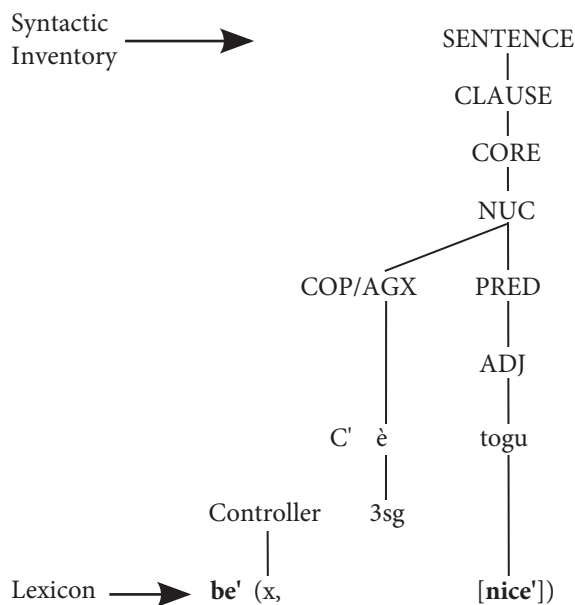 Syntactic
Inventory
SENTENCE
CLAUSE
CORE
NUC
COP/AGX PRED
ADJ
C' è togu
Controller 3sg
Lexicon be' (x, [nice'])